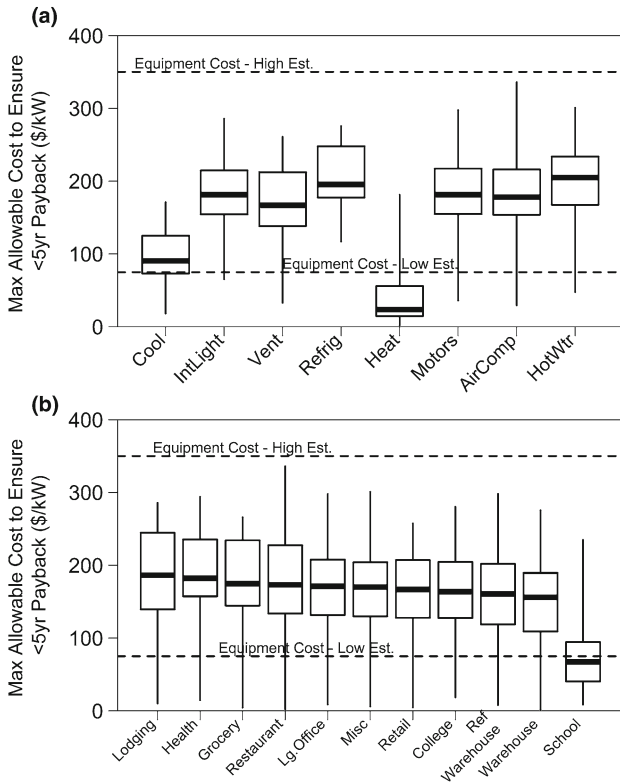 (a)
Max Allowable Cost to Ensure
<5yr Payback ($/kW)
400
300
200
100
0
Equipment Cost - High Est.
Equipment Cost - Low Est.
Cool
IntLight
Vent
Refrig
Heat
Motors
AirComp
HotWtr
(b)
Max Allowable Cost to Ensure
<5yr Payback ($/kW)
400
300
200
100
0
Equipment Cost - High Est.
Equipment Cost - Low Est.
Lodging
Health
Grocery
Restaurant
Lg.Office
Misc
Retail
College
Ref
Warehouse
Warehouse
School